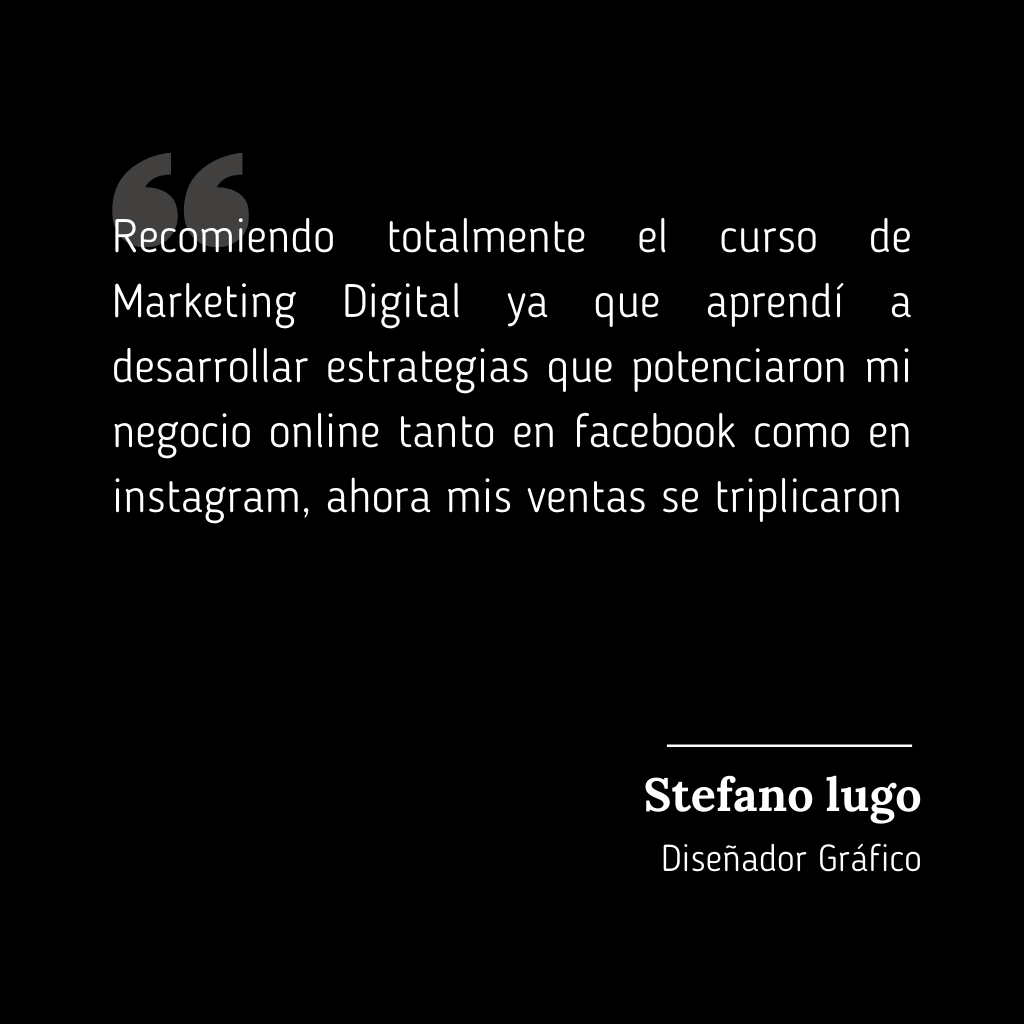 “
Recomiendo totalmente el curso de
Marketing Digital ya que aprendí a
desarrollar estrategias que potenciaron mi
negocio online tanto en facebook como en
instagram, ahora mis ventas se triplicaron
Stefano lugo
Diseñador Gráfico